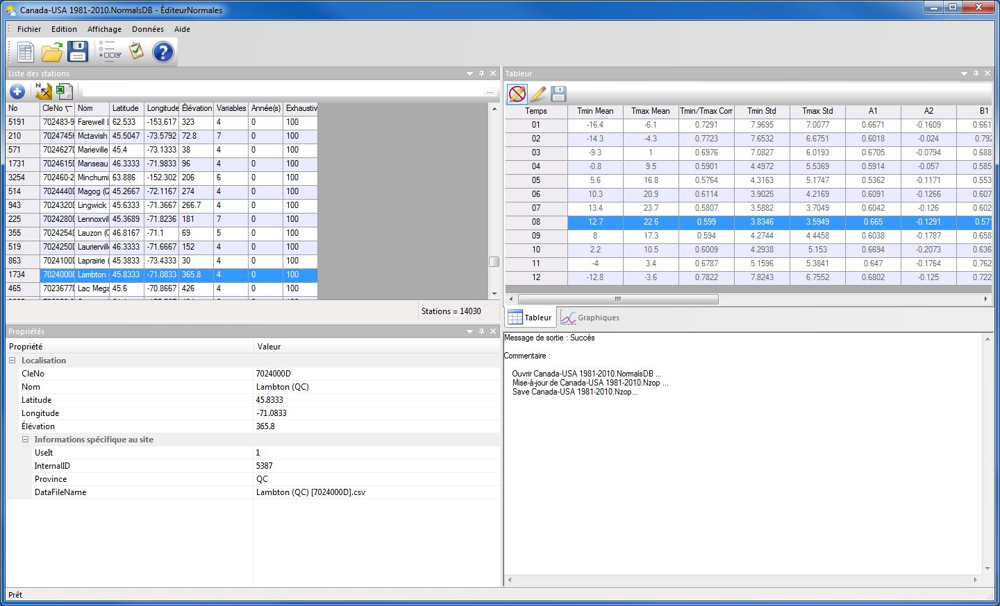 Canada-USA 1981-2010.NormalsDB - ÉditeurNormales
Fichier Edition Affichage Données Aide
Liste des stations
N
...
No CleNo Nom Latitude Longitude Élévation Variables Année(s) Exhaustiv
5191 702483-9 Farewell L 62.533 -153.617 323 4 0 100
210 7024745H Mctavish 45.5047 -73.5792 72.8 7 0 100
571 7024627D Marieville 45.4 -73.1333 38 4 0 100
1731 7024615D Manseau 46.3333 -71.9833 96 4 0 100
3254 702460-2 Minchumi 63.886 -152.302 206 6 0 100
514 7024440D Magog (Q 45.2667 -72.1167 274 4 0 100
943 7024320D Lingwick 45.6333 -71.3667 266.7 4 0 100
225 7024280D Lennoxvill 45.3689 -71.8236 181 7 0 100
355 7024254D Lauzon (Q 46.8167 -71.1 69 5 0 100
519 7024250D Laurierville 46.3333 -71.6667 152 4 0 100
863 7024100D Laprairie ( 45.3833 -73.4333 30 4 0 100
1734 7024000D Lambton 45.8333 -71.0833 365.8 4 0 100
465 7023677D Lac Mega 45.6 -70.8667 426 4 0 100
Stations = 14030
Propriétés
Propriété Valeur
Localisation
CleNo 7024000D
Nom Lambton (QC)
Latitude 45.8333
Longitude -71.0833
Élévation 365.8
Informations spécifique au site
UseIt 1
InternalID 5387
Province QC
DataFileName Lambton (QC) [7024000D].csv
Tableur
Temps Tmin Mean Tmax Mean Tmin/Tmax Corr Tmin Std Tmax Std A1 A2 B1
01 -16.4 -6.1 0.7291 7.9695 7.0077 0.6671 -0.1609 0.661
02 -14.3 -4.3 0.7723 7.6532 6.6751 0.6018 -0.024 0.792
03 -9.3 1 0.6976 7.0827 6.0193 0.6705 -0.0794 0.688
04 -0.8 9.5 0.5901 4.4972 5.5369 0.5914 -0.057 0.585
05 5.6 16.8 0.5764 4.3163 5.1747 0.5362 -0.1171 0.553
06 10.3 20.9 0.6114 3.9025 4.2169 0.6091 -0.1266 0.607
07 13.4 23.7 0.5807 3.5882 3.7049 0.6042 -0.126 0.602
08 12.7 22.6 0.599 3.8346 3.5949 0.665 -0.1291 0.571
09 8 17.3 0.594 4.2744 4.4458 0.6038 -0.1787 0.658
10 2.2 10.5 0.6009 4.2938 5.153 0.6694 -0.2073 0.636
11 -4 3.4 0.6787 5.1596 5.3841 0.647 -0.1764 0.762
12 -12.8 -3.6 0.7822 7.8243 6.7552 0.6802 -0.125 0.722
Tableur Graphiques
Message de sortie : Succès
Commentaire :
Ouvrir Canada-USA 1981-2010.NormalsDB ...
Mise-à-jour de Canada-USA 1981-2010.Nzop ...
Save Canada-USA 1981-2010.Nzop...
Prêt